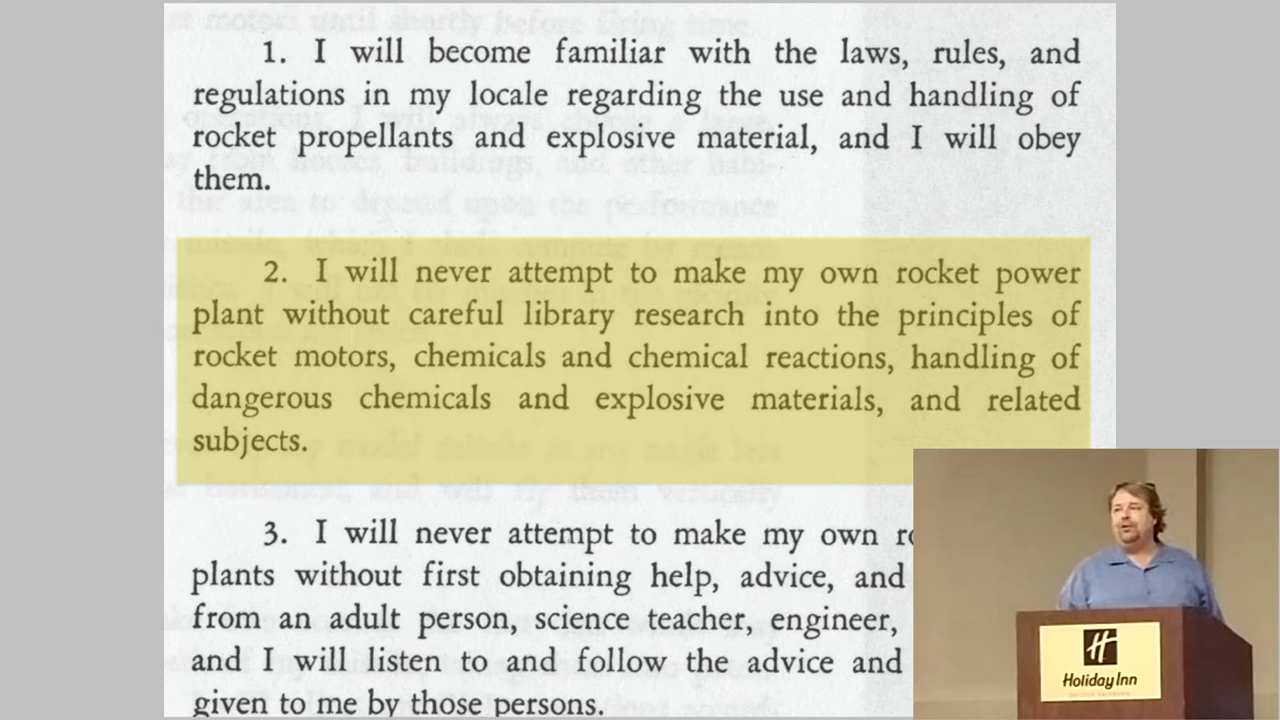 1. I will become familiar with the laws, rules, and
regulations in my locale regarding the use and handling of
rocket propellants and explosive material, and I will obey
them.
2. I will never attempt to make my own rocket power
plant without careful library research into the principles of
rocket motors, chemicals and chemical reactions, handling of
dangerous chemicals and explosive materials, and related
subjects.
3. I will never attempt to make my own
plants without first obtaining help, advice, and
from an adult person, science teacher, engineer,
and I will listen to and follow the advice and
given to me by those persons.
H
Holiday Inn